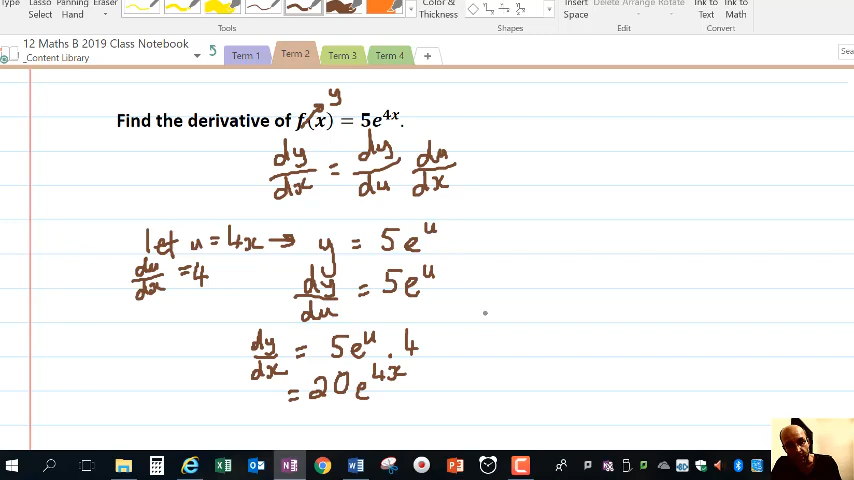 Type Lasso Select Panning Hand Eraser Color & Thickness Insert Space Delete Arrange Rotate Ink to Text Ink to Math
Tools Shapes Edit Convert
12 Maths B 2019 Class Notebook
_Content Library
Term 1 Term 2 Term 3 Term 4 +
Sea
y
Find the derivative of f(x) = 5e^{4x}.
dy/dx = dy/du du/dx
let u = 4x → y = 5e^u
du/dx = 4
dy/du = 5e^u
dy/dx = 5e^u . 4
= 20e^{4x}